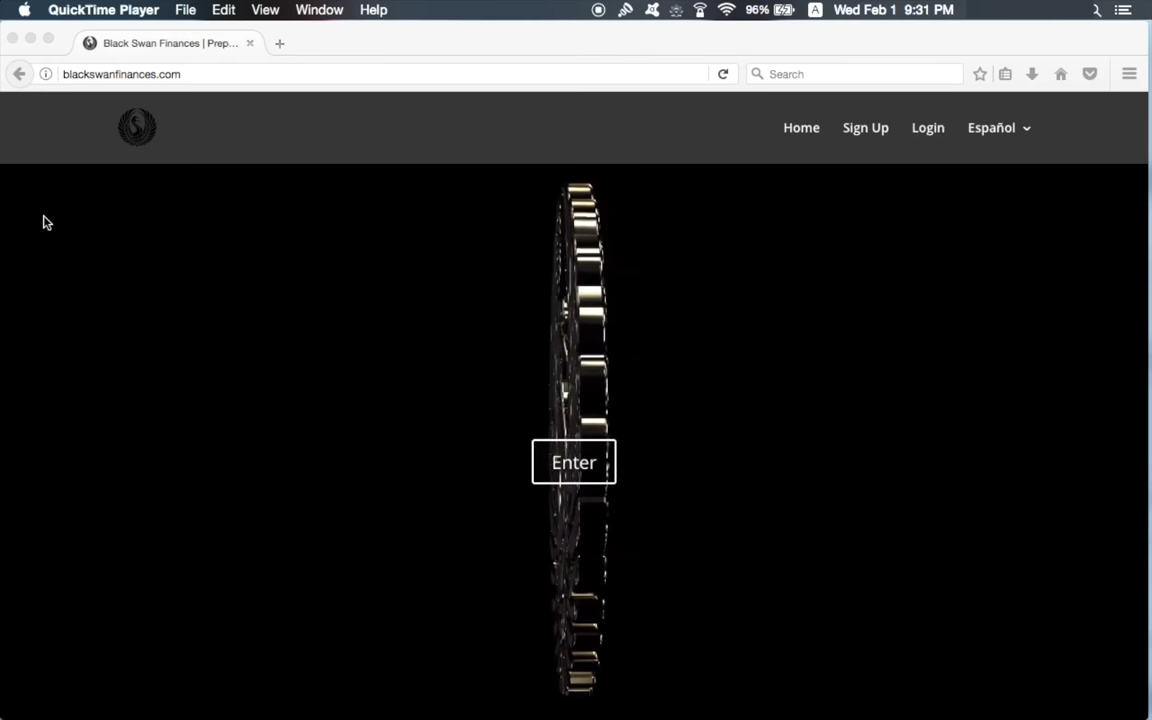 QuickTime Player File Edit View Window Help 96% A Wed Feb 1 9:31 PM
Black Swan Finances | Prep...
blackswanfinances.com Search
Home Sign Up Login Español
Enter